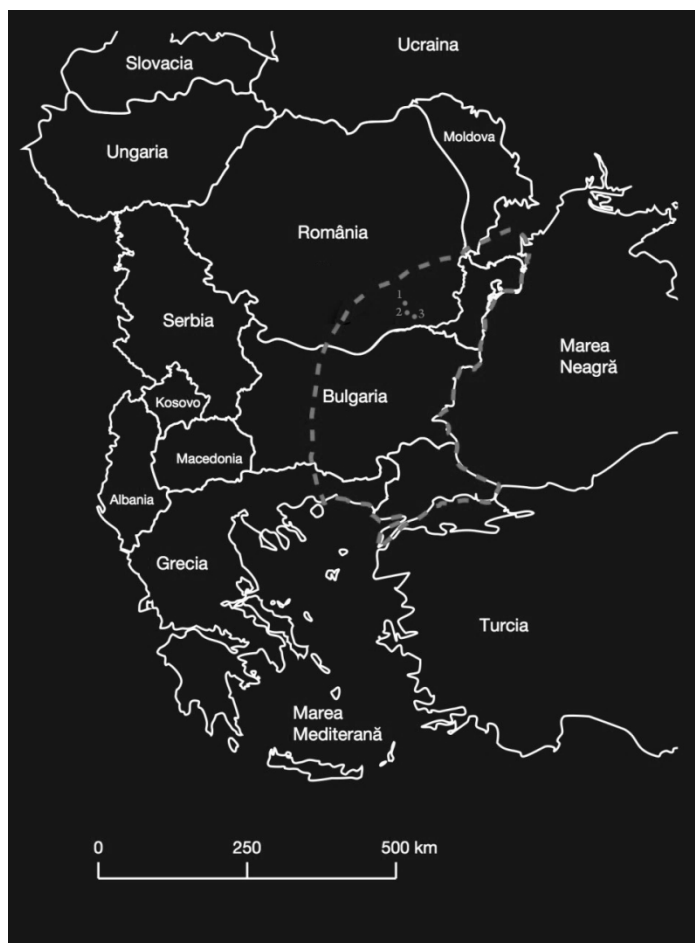 Ucraina
Slovacia
Moldova
Ungaria
România
1
2 3
Serbia
Marea
Neagră
Bulgaria
Kosovo
Macedonia
Albania
Grecia
Turcia
Marea
Mediterană
0 250 500 km